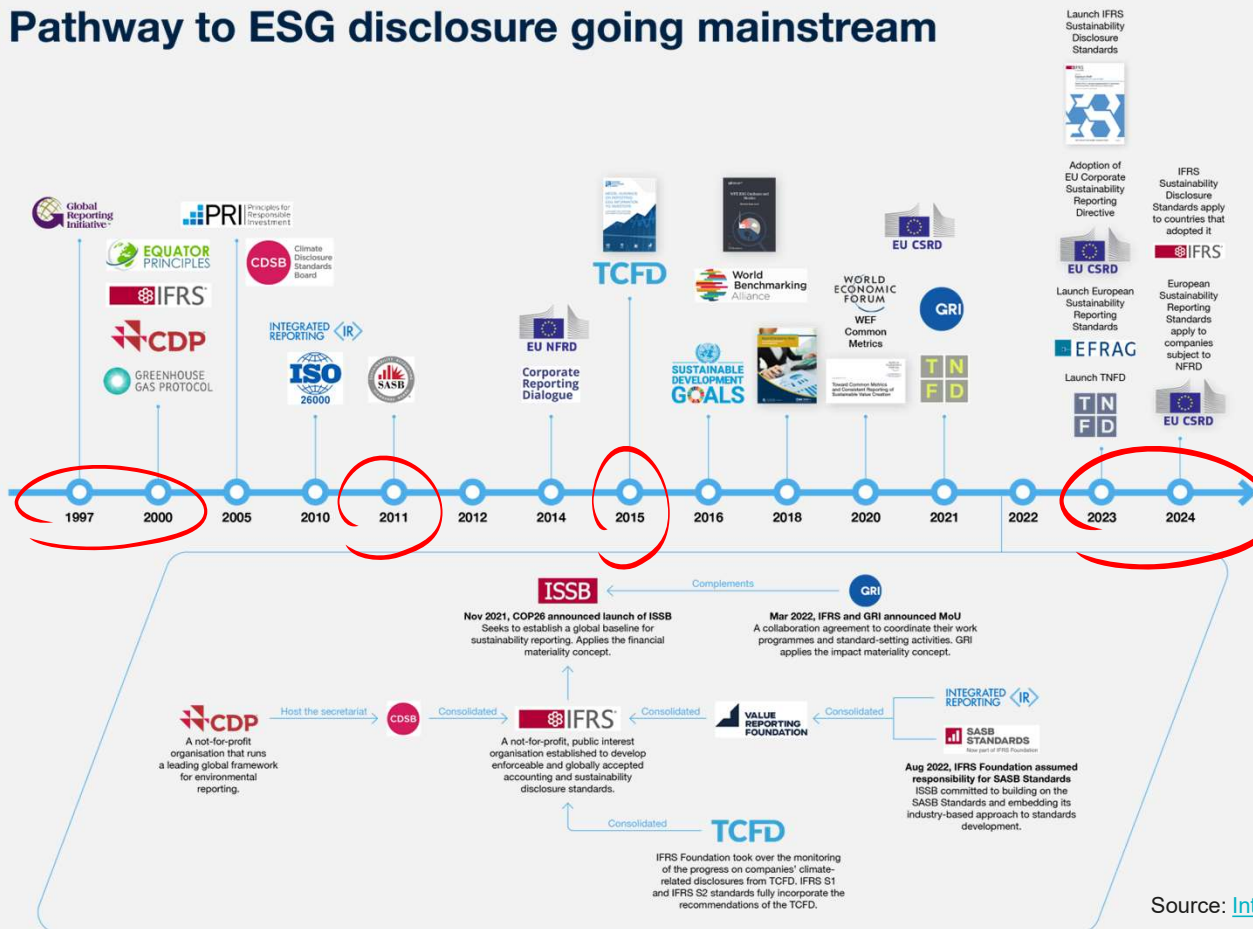 Pathway to ESG disclosure going mainstream
Launch IFRS
Sustainability
Disclosure
Standards
Global
Reporting
Initiative™
PRI Principles for
Responsible
Investment
EQUATOR
PRINCIPLES
CDSB Climate
Disclosure
Standards
Board
IFRS
CDP
GREENHOUSE
GAS PROTOCOL
INTEGRATED
REPORTING <IR>
ISO
26000
SASB
EU NFRD
Corporate
Reporting
Dialogue
TCFD
World
Benchmarking
Alliance
SUSTAINABLE
DEVELOPMENT
GOALS
WORLD
ECONOMIC
FORUM
WEF
Common
Metrics
Toward Common Metrics
and Consistent Reporting of
Sustainable Value Creation
EU CSRD
GRI
TN
FD
Adoption of
EU Corporate
Sustainability
Reporting
Directive
EU CSRD
Launch European
Sustainability
Reporting
Standards
EFRAG
Launch TNFD
TN
FD
IFRS
Sustainability
Disclosure
Standards apply
to countries that
adopted it
IFRS
European
Sustainability
Reporting
Standards
apply to
companies
subject to
NFRD
EU CSRD
1997 2000 2005 2010 2011 2012 2014 2015 2016 2018 2020 2021 2022 2023 2024
ISSB
Complements
GRI
Nov 2021, COP26 announced launch of ISSB
Seeks to establish a global baseline for
sustainability reporting. Applies the financial
materiality concept.
Mar 2022, IFRS and GRI announced MoU
A collaboration agreement to coordinate their work
programmes and standard-setting activities. GRI
applies the impact materiality concept.
CDP
Host the secretariat
CDSB
Consolidated
IFRS
Consolidated
VALUE
REPORTING
FOUNDATION
Consolidated
INTEGRATED
REPORTING <IR>
SASB
STANDARDS
Now part of IFRS Foundation
A not-for-profit
organisation that runs
a leading global framework
for environmental
reporting.
A not-for-profit, public interest
organisation established to develop
enforceable and globally accepted
accounting and sustainability
disclosure standards.
Aug 2022, IFRS Foundation assumed
responsibility for SASB Standards
ISSB committed to building on the
SASB Standards and embedding its
industry-based approach to standards
development.
Consolidated
TCFD
IFRS Foundation took over the monitoring
of the progress on companies' climate-
related disclosures from TCFD. IFRS S1
and IFRS S2 standards fully incorporate the
recommendations of the TCFD.
Source: Int